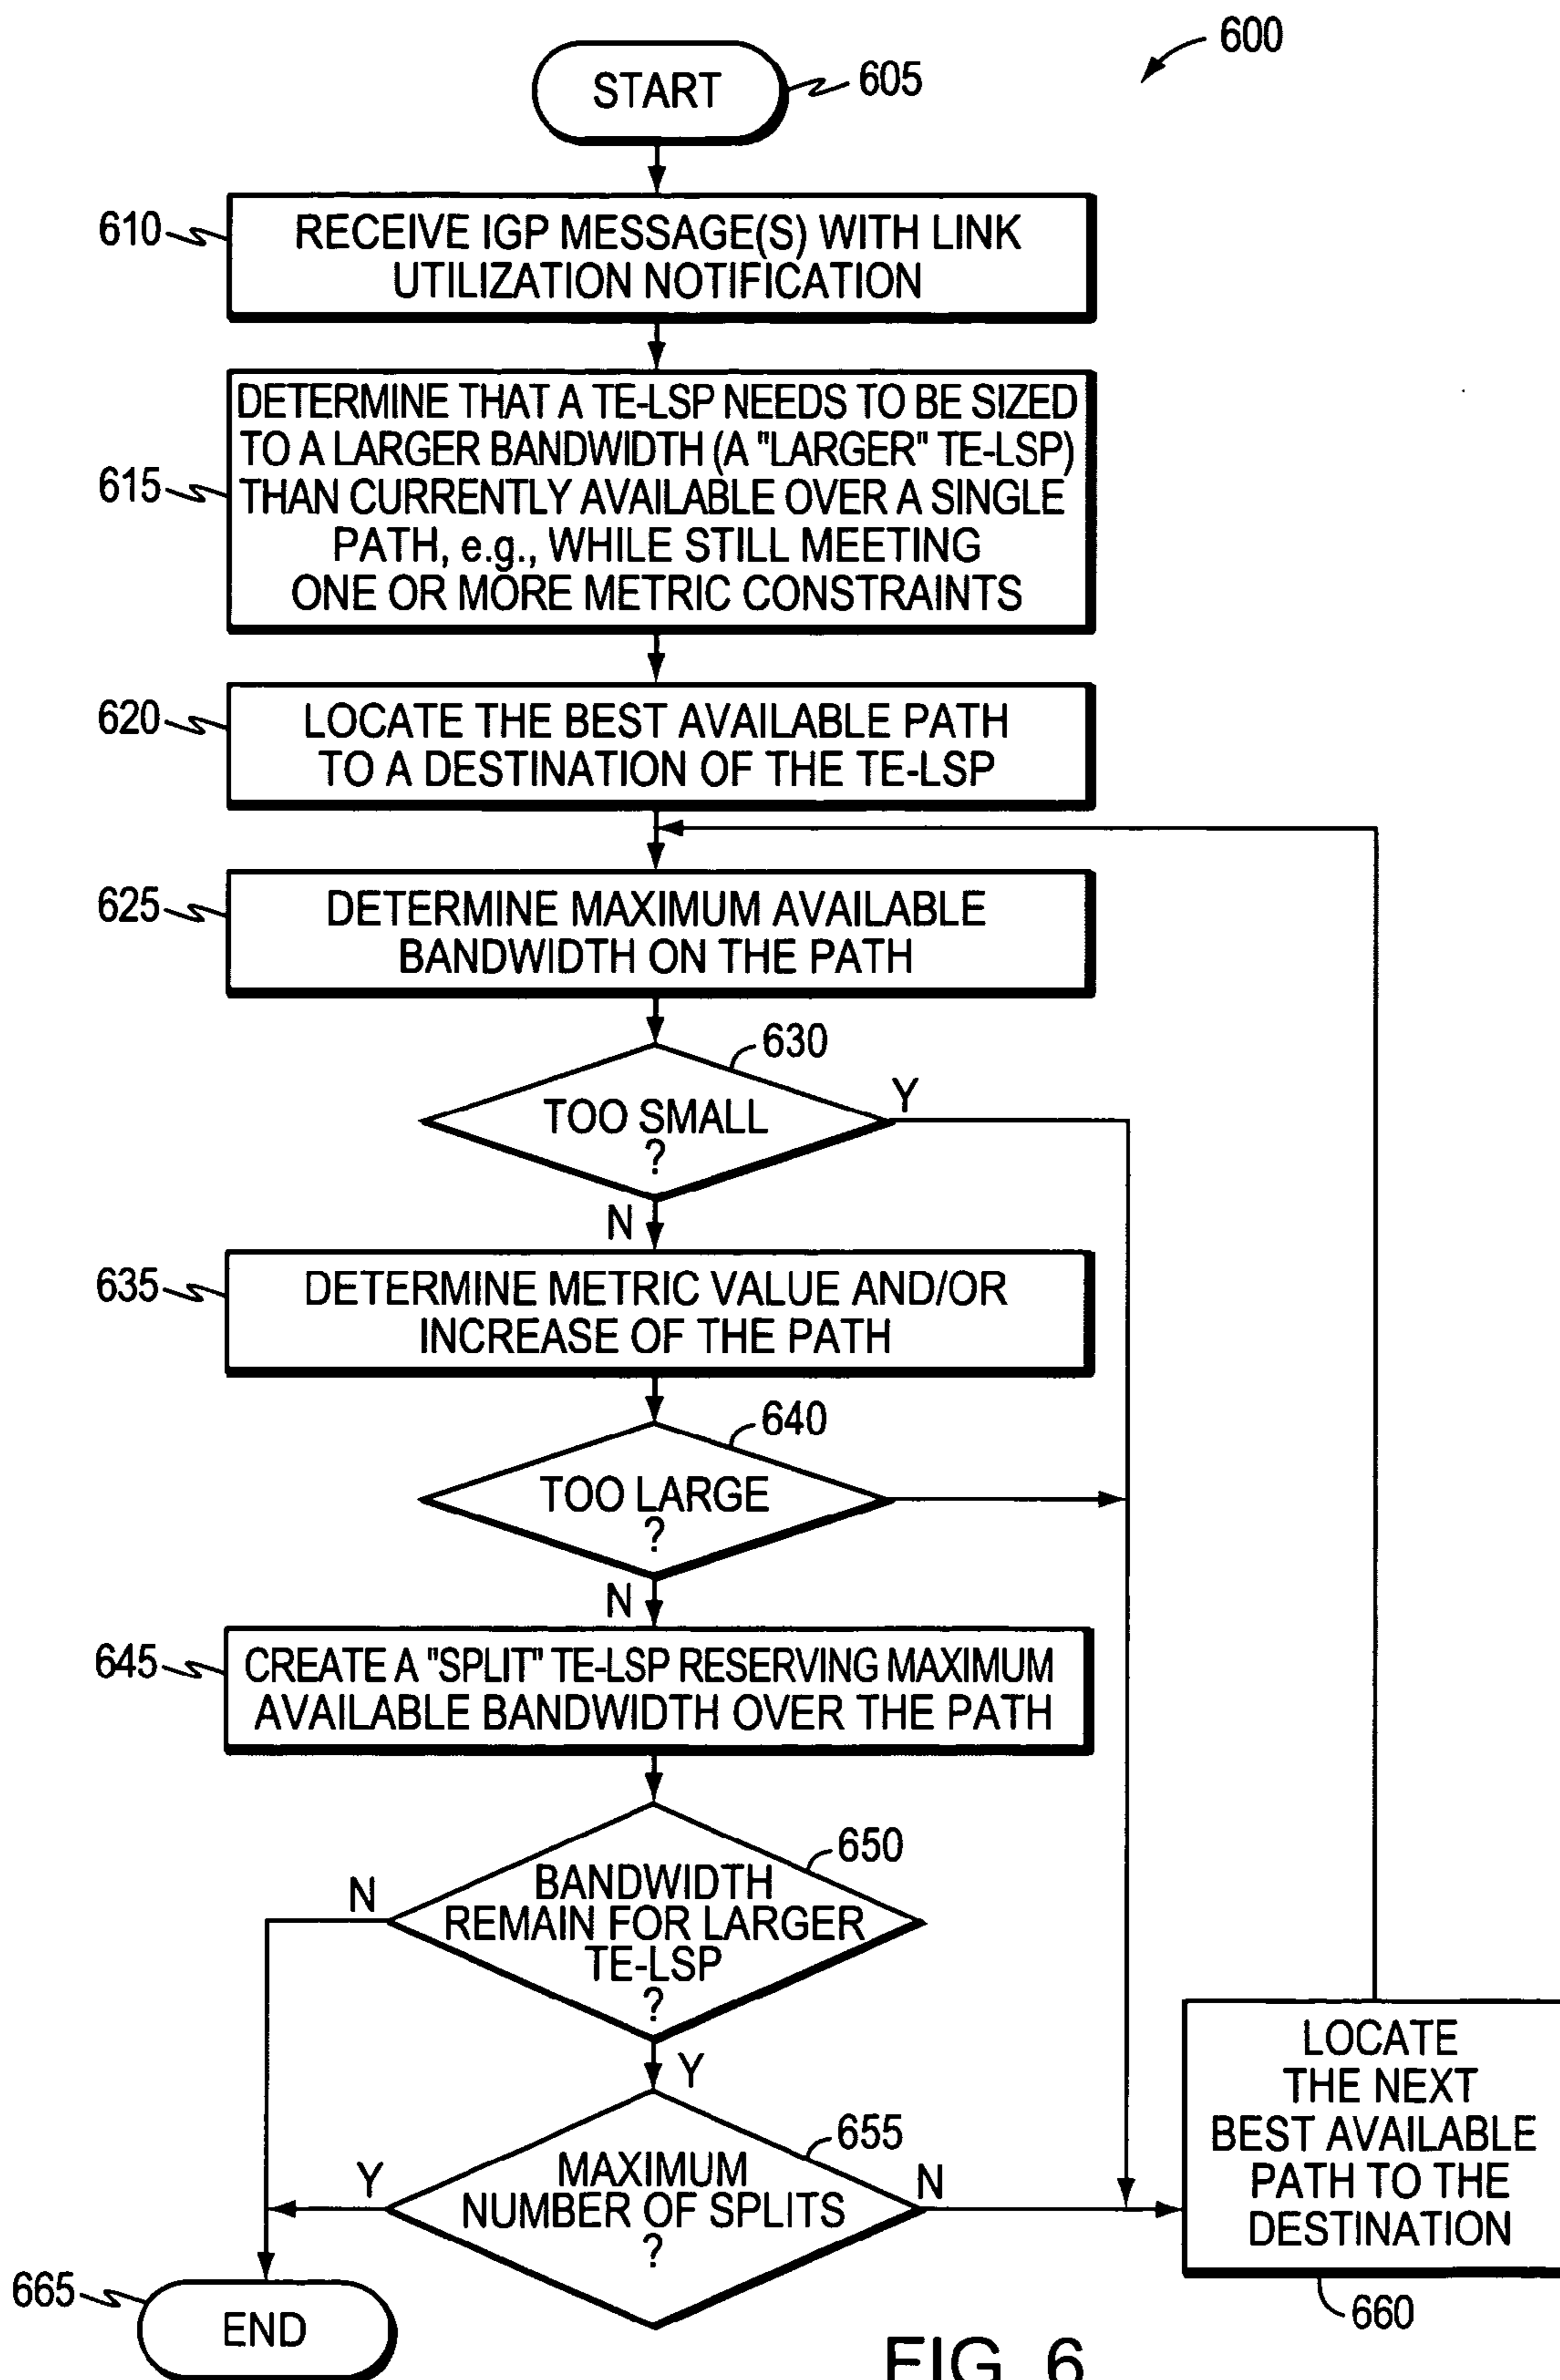 600
START
605
610
RECEIVE IGP MESSAGE(S) WITH LINK
UTILIZATION NOTIFICATION
615
DETERMINE THAT A TE-LSP NEEDS TO BE SIZED
TO A LARGER BANDWIDTH (A "LARGER" TE-LSP)
THAN CURRENTLY AVAILABLE OVER A SINGLE
PATH, e.g., WHILE STILL MEETING
ONE OR MORE METRIC CONSTRAINTS
620
LOCATE THE BEST AVAILABLE PATH
TO A DESTINATION OF THE TE-LSP
625
DETERMINE MAXIMUM AVAILABLE
BANDWIDTH ON THE PATH
630
TOO SMALL
?
Y
N
635
DETERMINE METRIC VALUE AND/OR
INCREASE OF THE PATH
640
TOO LARGE
?
N
645
CREATE A "SPLIT" TE-LSP RESERVING MAXIMUM
AVAILABLE BANDWIDTH OVER THE PATH
650
N
BANDWIDTH
REMAIN FOR LARGER
TE-LSP
?
Y
655
Y
MAXIMUM
NUMBER OF SPLITS
?
N
LOCATE
THE NEXT
BEST AVAILABLE
PATH TO THE
DESTINATION
660
665
END
FIG. 6